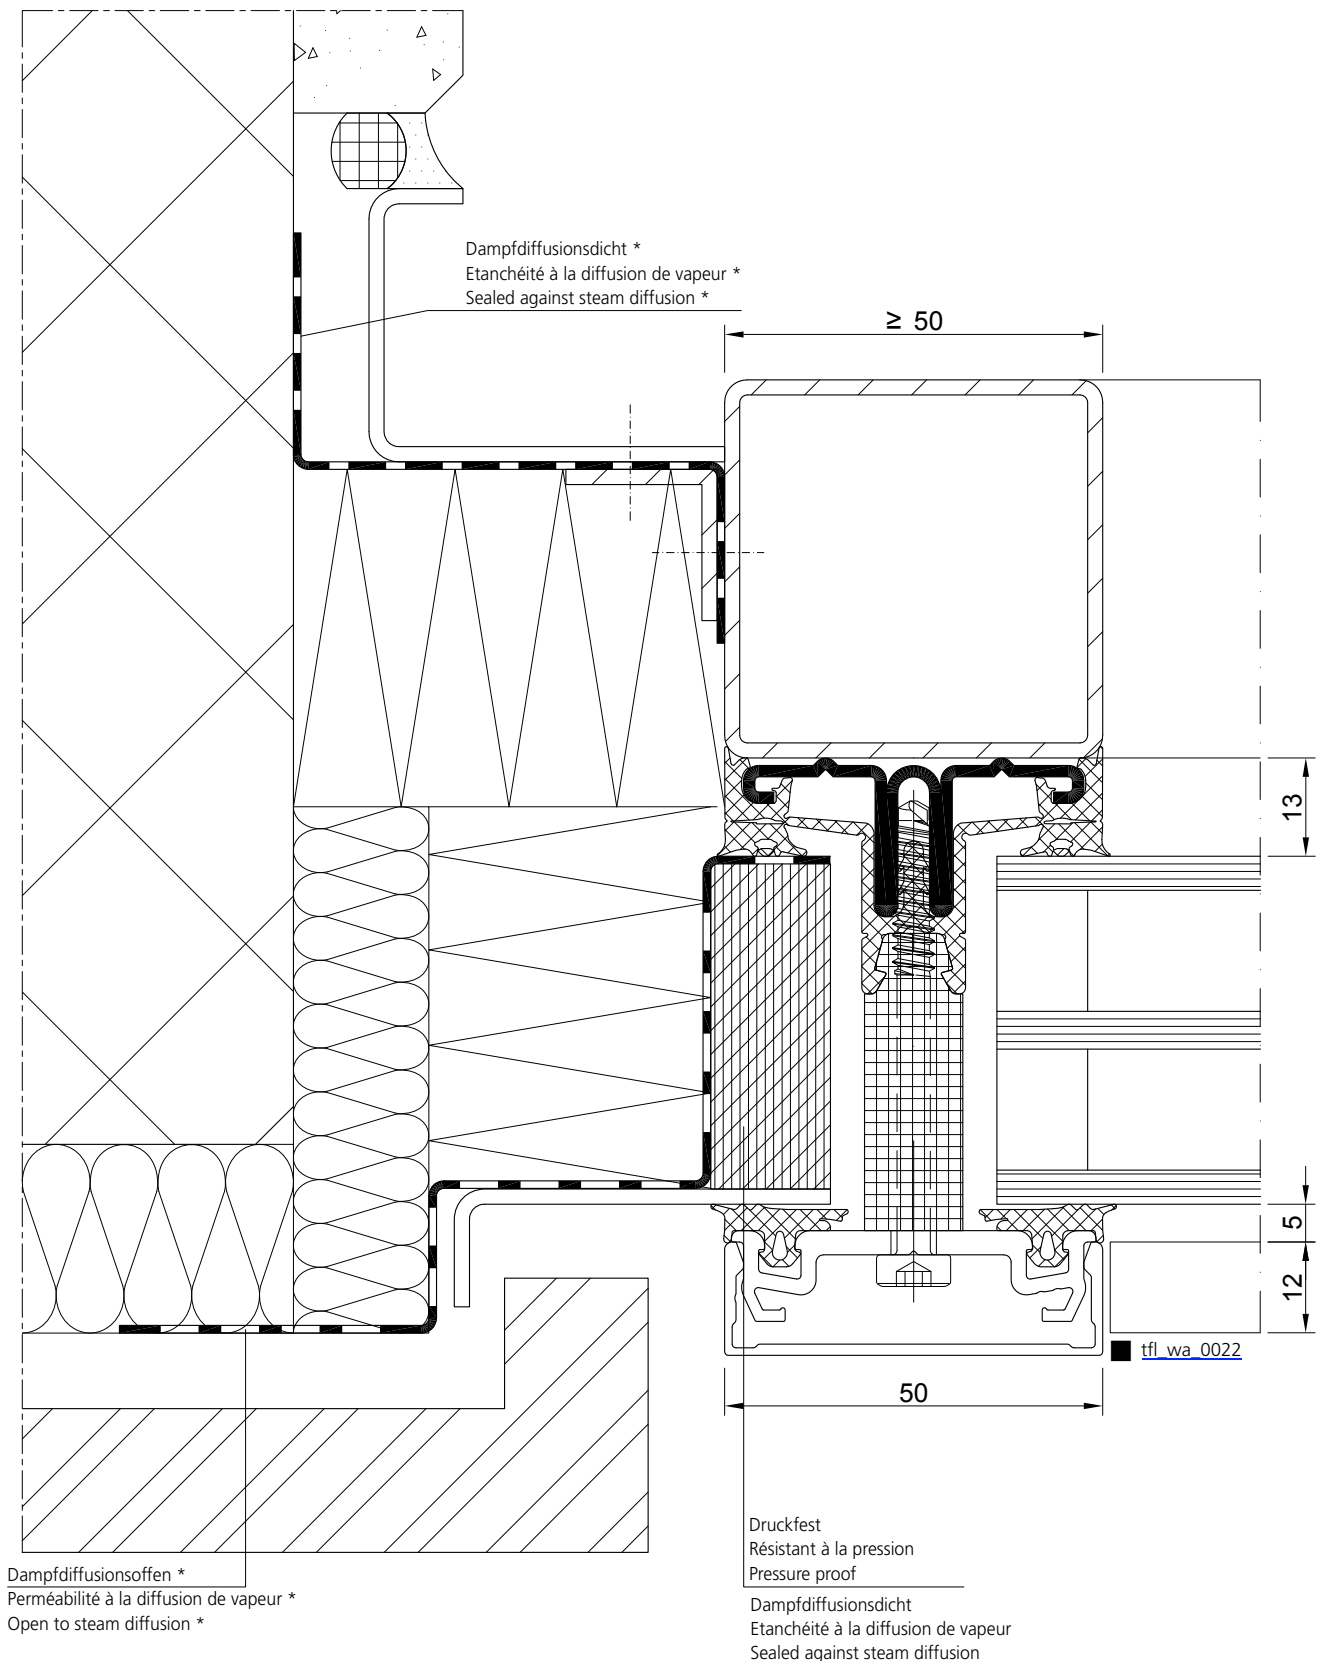 Dampfdiffusionsdicht *
Etanchéité à la diffusion de vapeur *
Sealed against steam diffusion *
≥ 50
13
5
12
tfl_wa_0022
50
Druckfest
Résistant à la pression
Pressure proof
Dampfdiffusionsdicht
Etanchéité à la diffusion de vapeur
Sealed against steam diffusion
Dampfdiffusionsoffen *
Perméabilité à la diffusion de vapeur *
Open to steam diffusion *